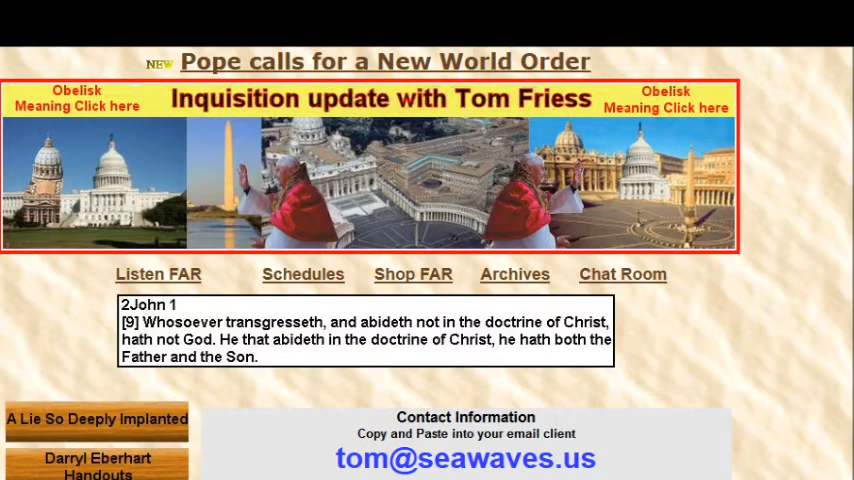 NEW Pope calls for a New World Order
Obelisk
Meaning Click here
Inquisition update with Tom Friess
Obelisk
Meaning Click here
Listen FAR Schedules Shop FAR Archives Chat Room
2John 1
[9] Whosoever transgresseth, and abideth not in the doctrine of Christ,
hath not God. He that abideth in the doctrine of Christ, he hath both the
Father and the Son.
A Lie So Deeply Implanted
Darryl Eberhart
Handouts
Contact Information
Copy and Paste into your email client
tom@seawaves.us